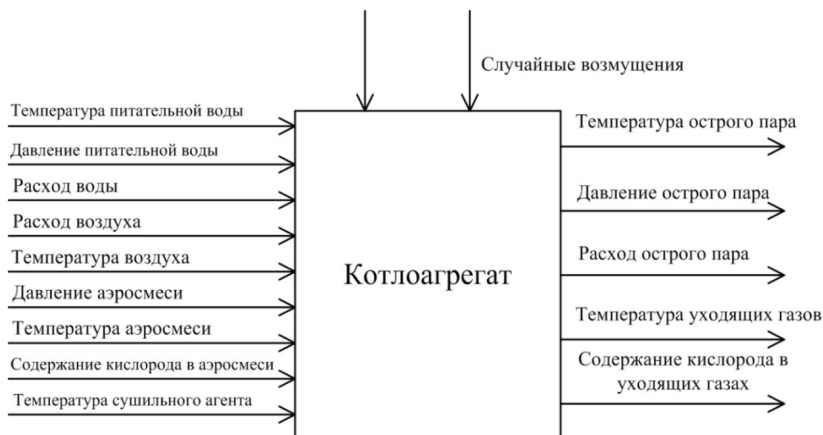 Случайные возмущения
Температура питательной воды
Давление питательной воды
Расход воды
Расход воздуха
Температура воздуха
Давление аэросмеси
Температура аэросмеси
Содержание кислорода в аэросмеси
Температура сушильного агента
Котлоагрегат
Температура острого пара
Давление острого пара
Расход острого пара
Температура уходящих газов
Содержание кислорода в
уходящих газах